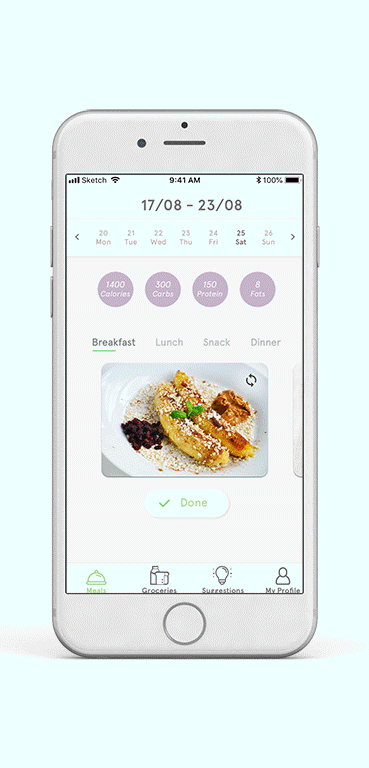 Sketch 9:41 AM 100%
17/08 - 23/08
20 21 22 23 24 25 26
Mon Tue Wed Thu Fri Sat Sun
1400 300 150 8
Calories Carbs Protein Fats
Breakfast Lunch Snack Dinner
Done
Meals Groceries Suggestions My Profile